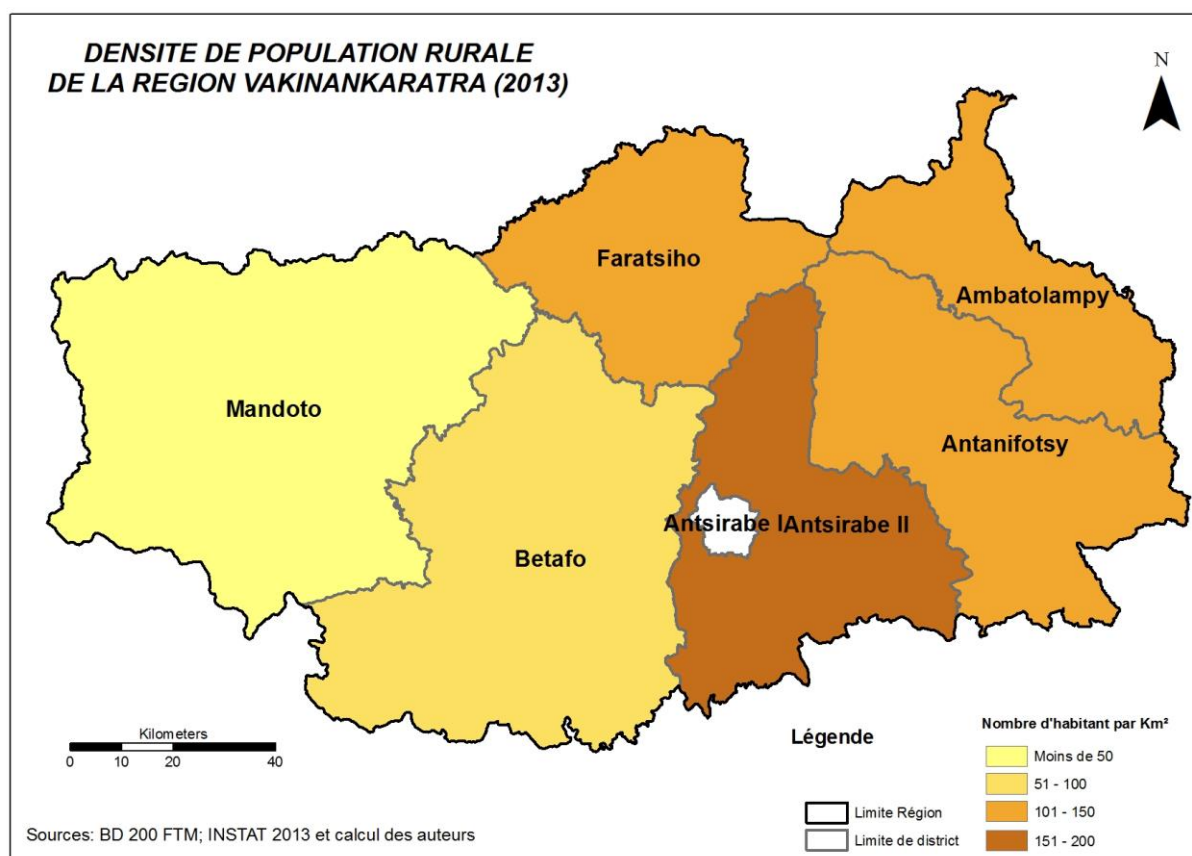 DENSITE DE POPULATION RURALE
DE LA REGION VAKINANKARATRA (2013)
N
Faratsiho
Ambatolampy
Mandoto
Antanifotsy
Antsirabe I
Antsirabe II
Betafo
Kilometers
0 10 20 40
Légende
Limite Région
Limite de district
Nombre d'habitant par Km²
Moins de 50
51 - 100
101 - 150
151 - 200
Sources: BD 200 FTM; INSTAT 2013 et calcul des auteurs